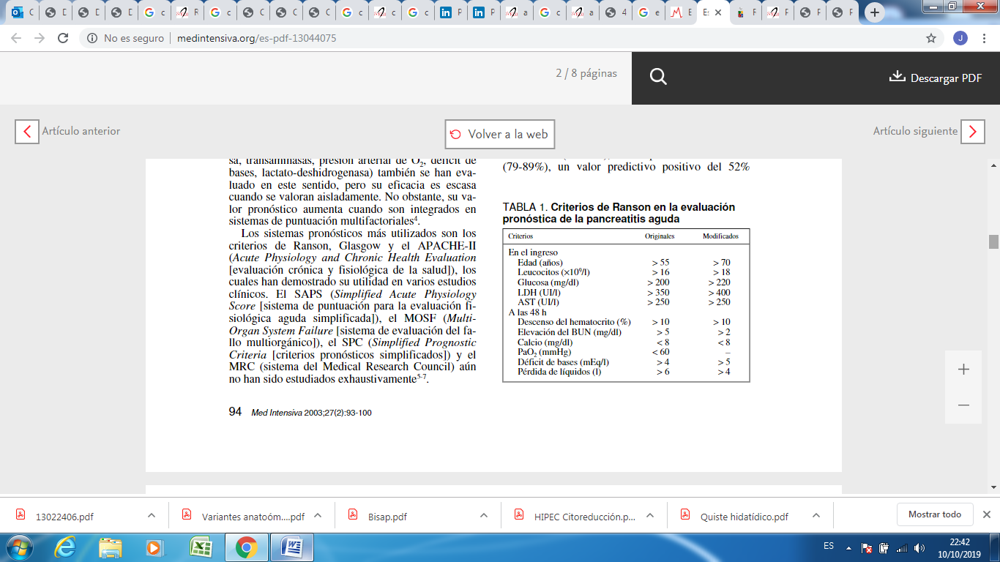 No es seguro medintensiva.org/es-pdf-13044075
2 / 8 páginas
Descargar PDF
Artículo anterior
Volver a la web
Artículo siguiente
sa, transaminasas, presión arterial de O2, déficit de
bases, lactato-deshidrogenasa) también se han eva-
luado en este sentido, pero su eficacia es escasa
cuando se valoran aisladamente. No obstante, su va-
lor pronóstico aumenta cuando son integrados en
sistemas de puntuación multifactoriales4.
Los sistemas pronósticos más utilizados son los
criterios de Ranson, Glasgow y el APACHE-II
(Acute Physiology and Chronic Health Evaluation
[evaluación crónica y fisiológica de la salud]), los
cuales han demostrado su utilidad en varios estudios
clínicos. El SAPS (Simplified Acute Physiology
Score [sistema de puntuación para la evaluación fi-
siológica aguda simplificada]), el MOSF (Multi-
Organ System Failure [sistema de evaluación del fa-
llo multiorgánico]), el SPC (Simplified Prognostic
Criteria [criterios pronósticos simplificados]) y el
MRC (sistema del Medical Research Council) aún
no han sido estudiados exhaustivamente5-7.
94 Med Intensiva 2003;27(2):93-100
(79-89%), un valor predictivo positivo del 52%
TABLA 1. Criterios de Ranson en la evaluación
pronóstica de la pancreatitis aguda
Criterios Originales Modificados
En el ingreso
Edad (años) > 55 > 70
Leucocitos (×10⁹/l) > 16 > 18
Glucosa (mg/dl) > 200 > 220
LDH (UI/l) > 350 > 400
AST (UI/l) > 250 > 250
A las 48 h
Descenso del hematocrito (%) > 10 > 10
Elevación del BUN (mg/dl) > 5 > 2
Calcio (mg/dl) < 8 < 8
PaO2 (mmHg) < 60 –
Déficit de bases (mEq/l) > 4 > 5
Pérdida de líquidos (l) > 6 > 4
13022406.pdf
Variantes anatoóm....pdf
Bisap.pdf
HIPEC Citoreducción.p...
Quiste hidatídico.pdf
Mostrar todo
ES
22:42
10/10/2019